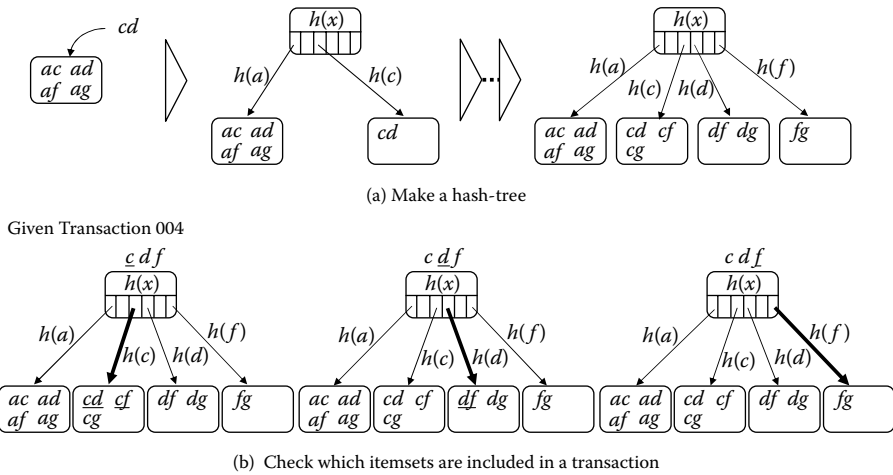 cd
ac ad
af ag
h(x)
h(a)
h(c)
ac ad
af ag
cd
h(x)
h(a)
h(c)
h(d)
h(f)
ac ad
af ag
cd cf
cg
df dg
fg
(a) Make a hash-tree
Given Transaction 004
c d f
h(x)
h(a)
h(c)
h(d)
h(f)
ac ad
af ag
cd cf
cg
df dg
fg
c d f
h(x)
h(a)
h(c)
h(d)
h(f)
ac ad
af ag
cd cf
cg
df dg
fg
c d f
h(x)
h(a)
h(c)
h(d)
h(f)
ac ad
af ag
cd cf
cg
df dg
fg
(b) Check which itemsets are included in a transaction